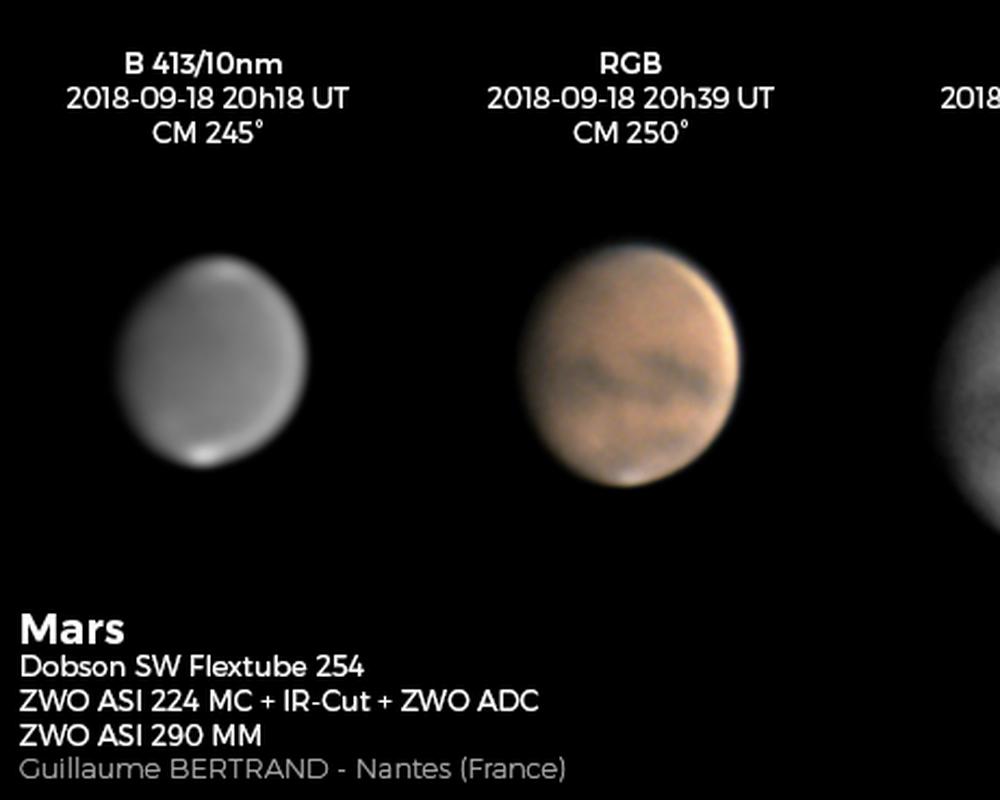 B 413/10nm
2018-09-18 20h18 UT
CM 245°
RGB
2018-09-18 20h39 UT
CM 250°
2018
Mars
Dobson SW Flextube 254
ZWO ASI 224 MC + IR-Cut + ZWO ADC
ZWO ASI 290 MM
Guillaume BERTRAND - Nantes (France)